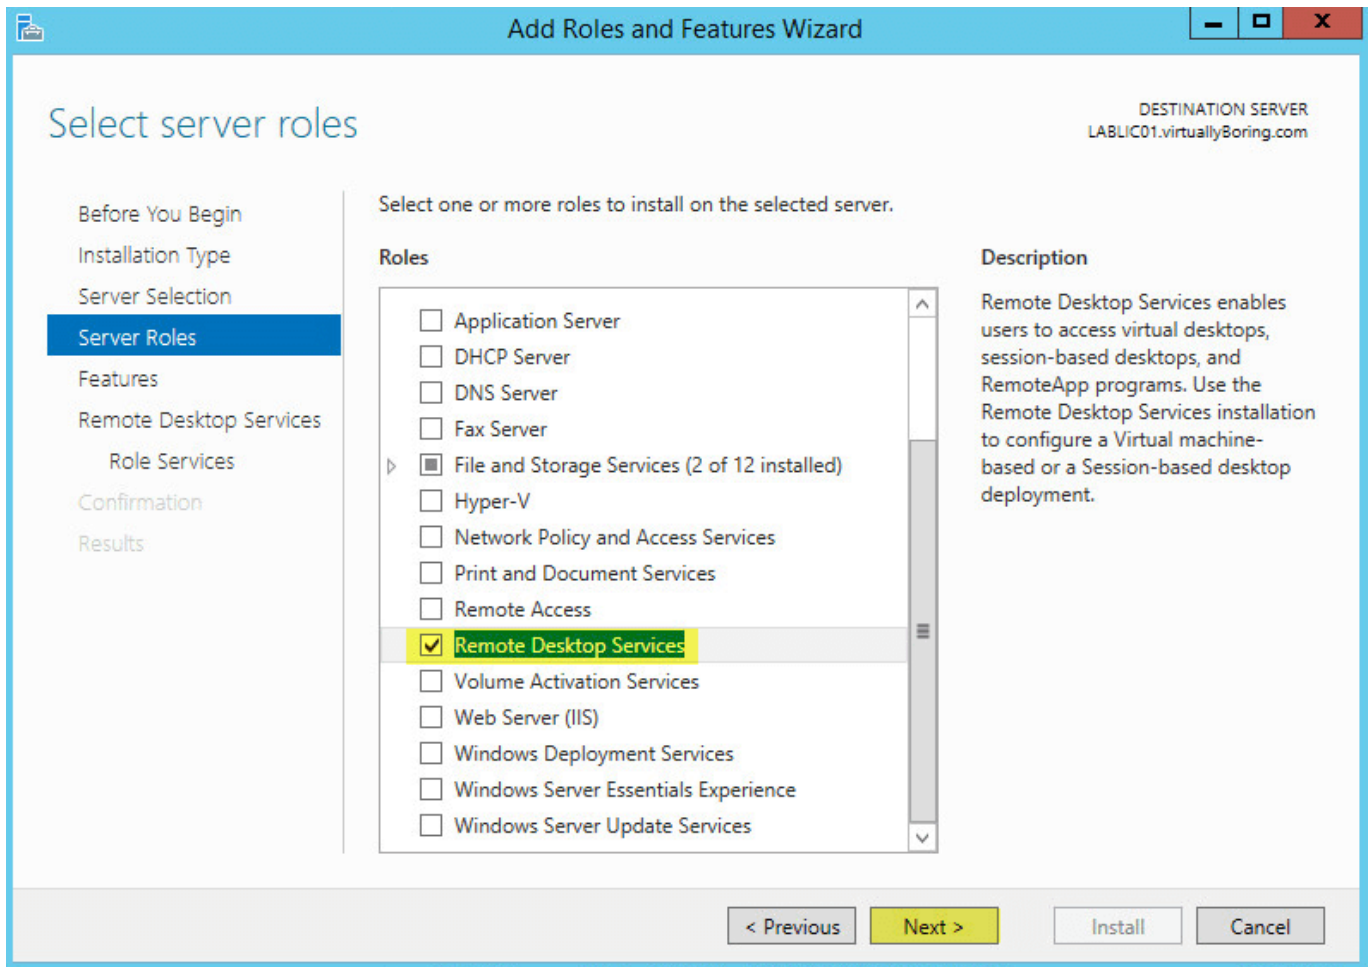 Add Roles and Features Wizard
Select server roles
DESTINATION SERVER
LABLIC01.virtuallyBoring.com
Before You Begin
Installation Type
Server Selection
Server Roles
Features
Remote Desktop Services
Role Services
Confirmation
Results
Select one or more roles to install on the selected server.
Roles
Application Server
DHCP Server
DNS Server
Fax Server
File and Storage Services (2 of 12 installed)
Hyper-V
Network Policy and Access Services
Print and Document Services
Remote Access
Remote Desktop Services
Volume Activation Services
Web Server (IIS)
Windows Deployment Services
Windows Server Essentials Experience
Windows Server Update Services
Description
Remote Desktop Services enables
users to access virtual desktops,
session-based desktops, and
RemoteApp programs. Use the
Remote Desktop Services installation
to configure a Virtual machine-
based or a Session-based desktop
deployment.
< Previous
Next >
Install
Cancel